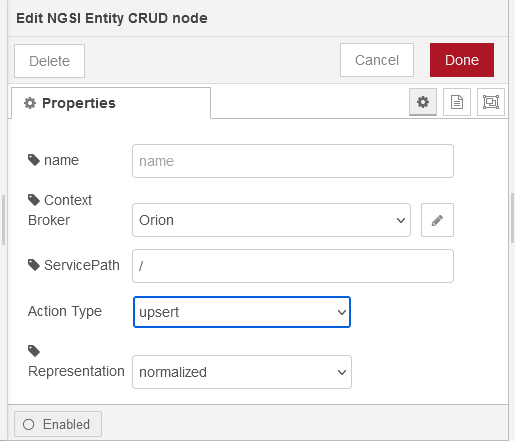 Edit NGSI Entity CRUD node
Delete
Cancel
Done
Properties
name
name
Context
Broker
Orion
ServicePath
/
Action Type
upsert
Representation
normalized
Enabled